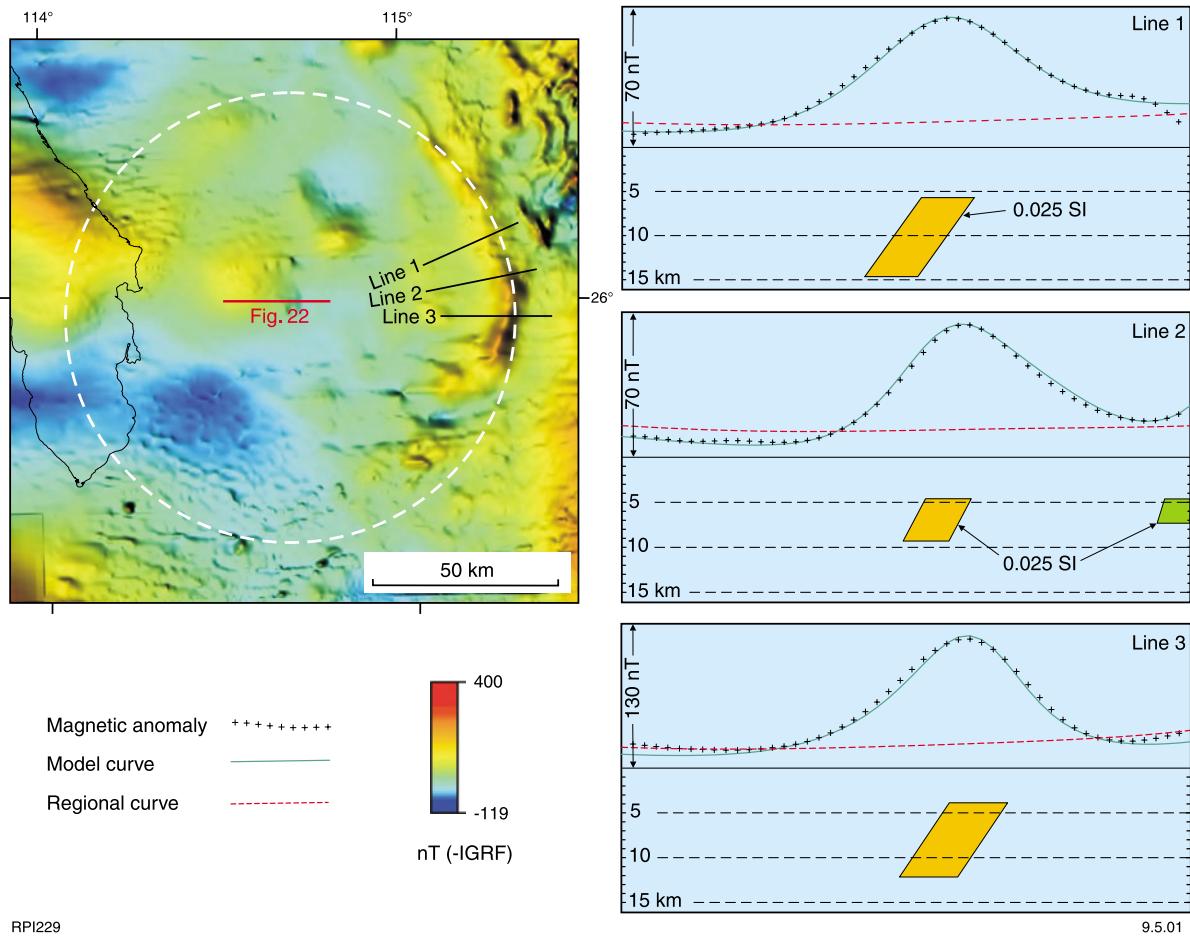 114°
115°
26°
Line 1
Line 2
Line 3
Fig. 22
50 km
Magnetic anomaly
Model curve
Regional curve
400
-119
nT (-IGRF)
Line 1
70 nT
5
10
15 km
0.025 SI
Line 2
70 nT
5
10
15 km
0.025 SI
Line 3
130 nT
5
10
15 km
RPI229
9.5.01